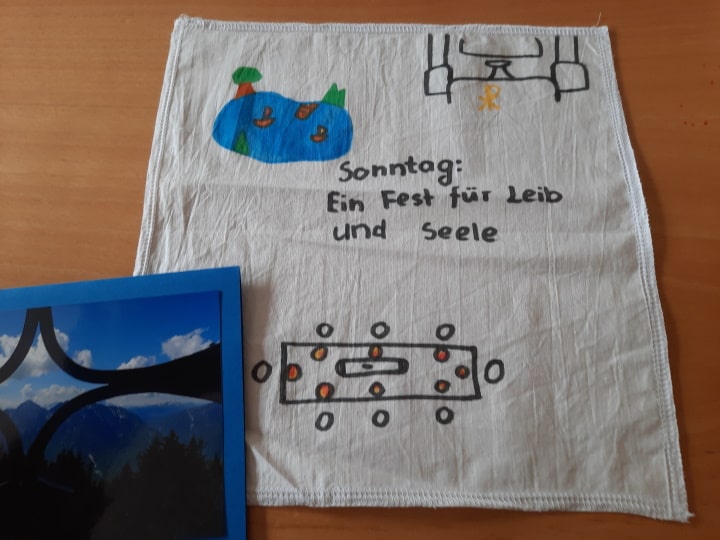 Sonntag:
Ein Fest für Leib
und Seele